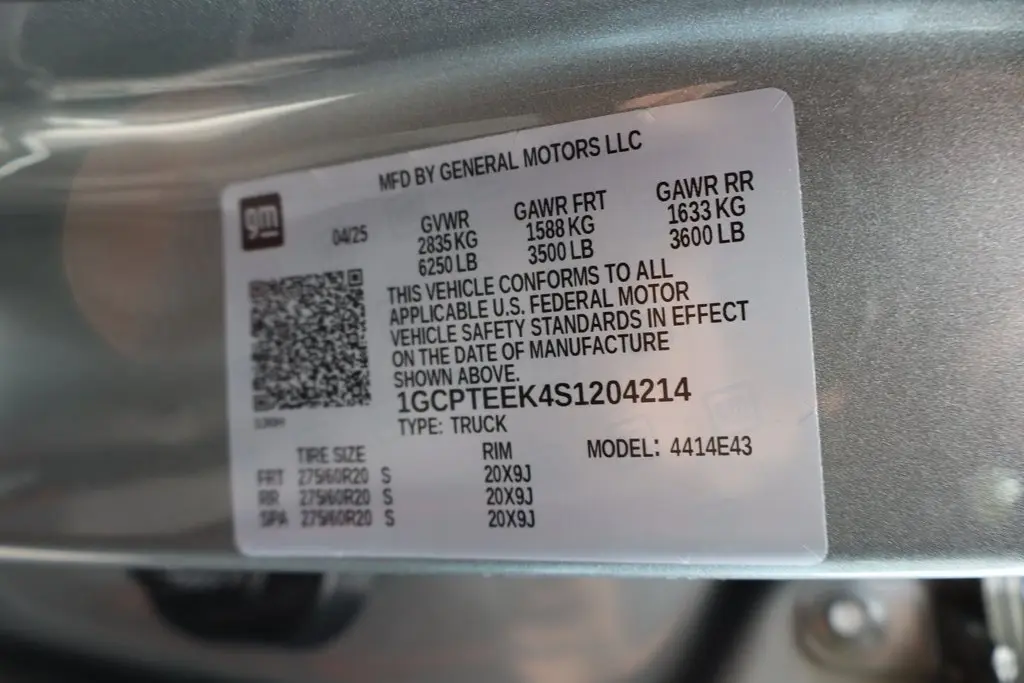 MFD BY GENERAL MOTORS LLC
gm
04/25
GVWR
2835 KG
6250 LB
GAWR FRT
1588 KG
3500 LB
GAWR RR
1633 KG
3600 LB
THIS VEHICLE CONFORMS TO ALL
APPLICABLE U.S. FEDERAL MOTOR
VEHICLE SAFETY STANDARDS IN EFFECT
ON THE DATE OF MANUFACTURE
SHOWN ABOVE.
1GCPTEEK4S1204214
TYPE: TRUCK
MODEL: 4414E43
TIRE SIZE RIM
FRT 275/60R20 S 20X9J
RR 275/60R20 S 20X9J
SPA 275/60R20 S 20X9J